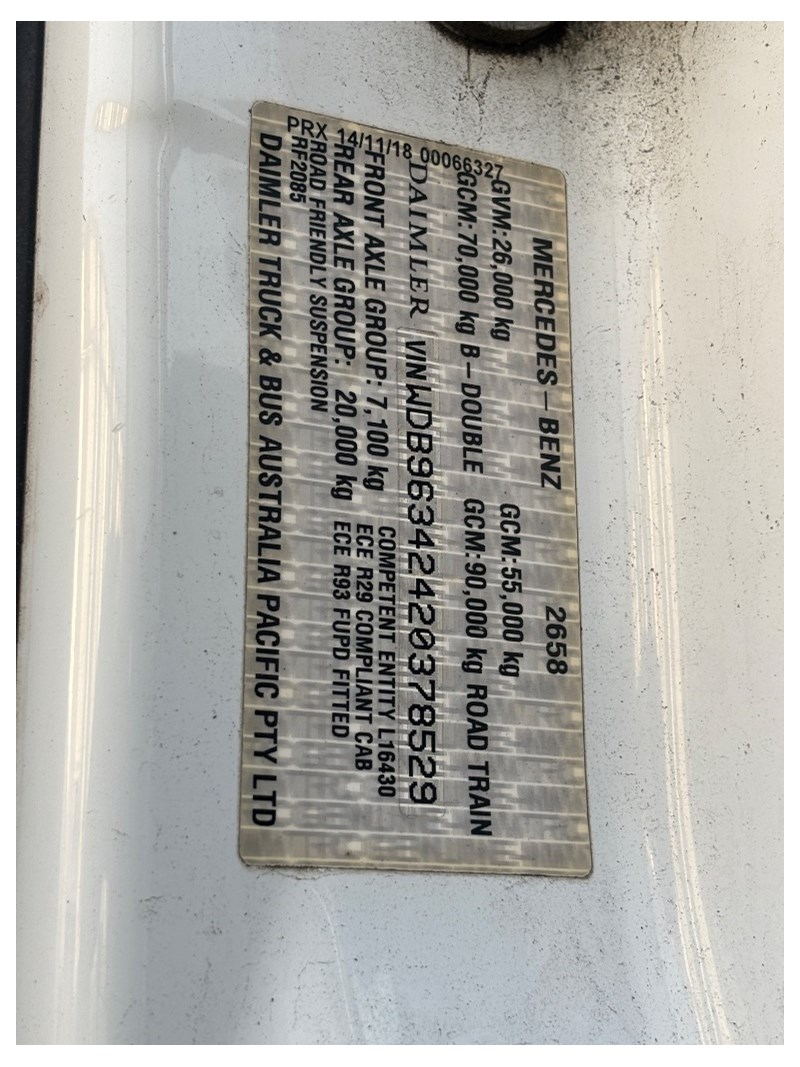 MERCEDES – BENZ 2658
GVM: 26,000 kg GCM: 55,000 kg
GCM: 70,000 kg B – DOUBLE GCM: 90,000 kg ROAD TRAIN
DAIMLER VIN WDB96342420378529
FRONT AXLE GROUP: 7,100 kg COMPETENT ENTITY L16430
REAR AXLE GROUP: 20,000 kg ECE R29 COMPLIANT CAB
ROAD FRIENDLY SUSPENSION ECE R93 FUPD FITTED
RF2085
DAIMLER TRUCK & BUS AUSTRALIA PACIFIC PTY LTD
PRX 14/11/18 00066327